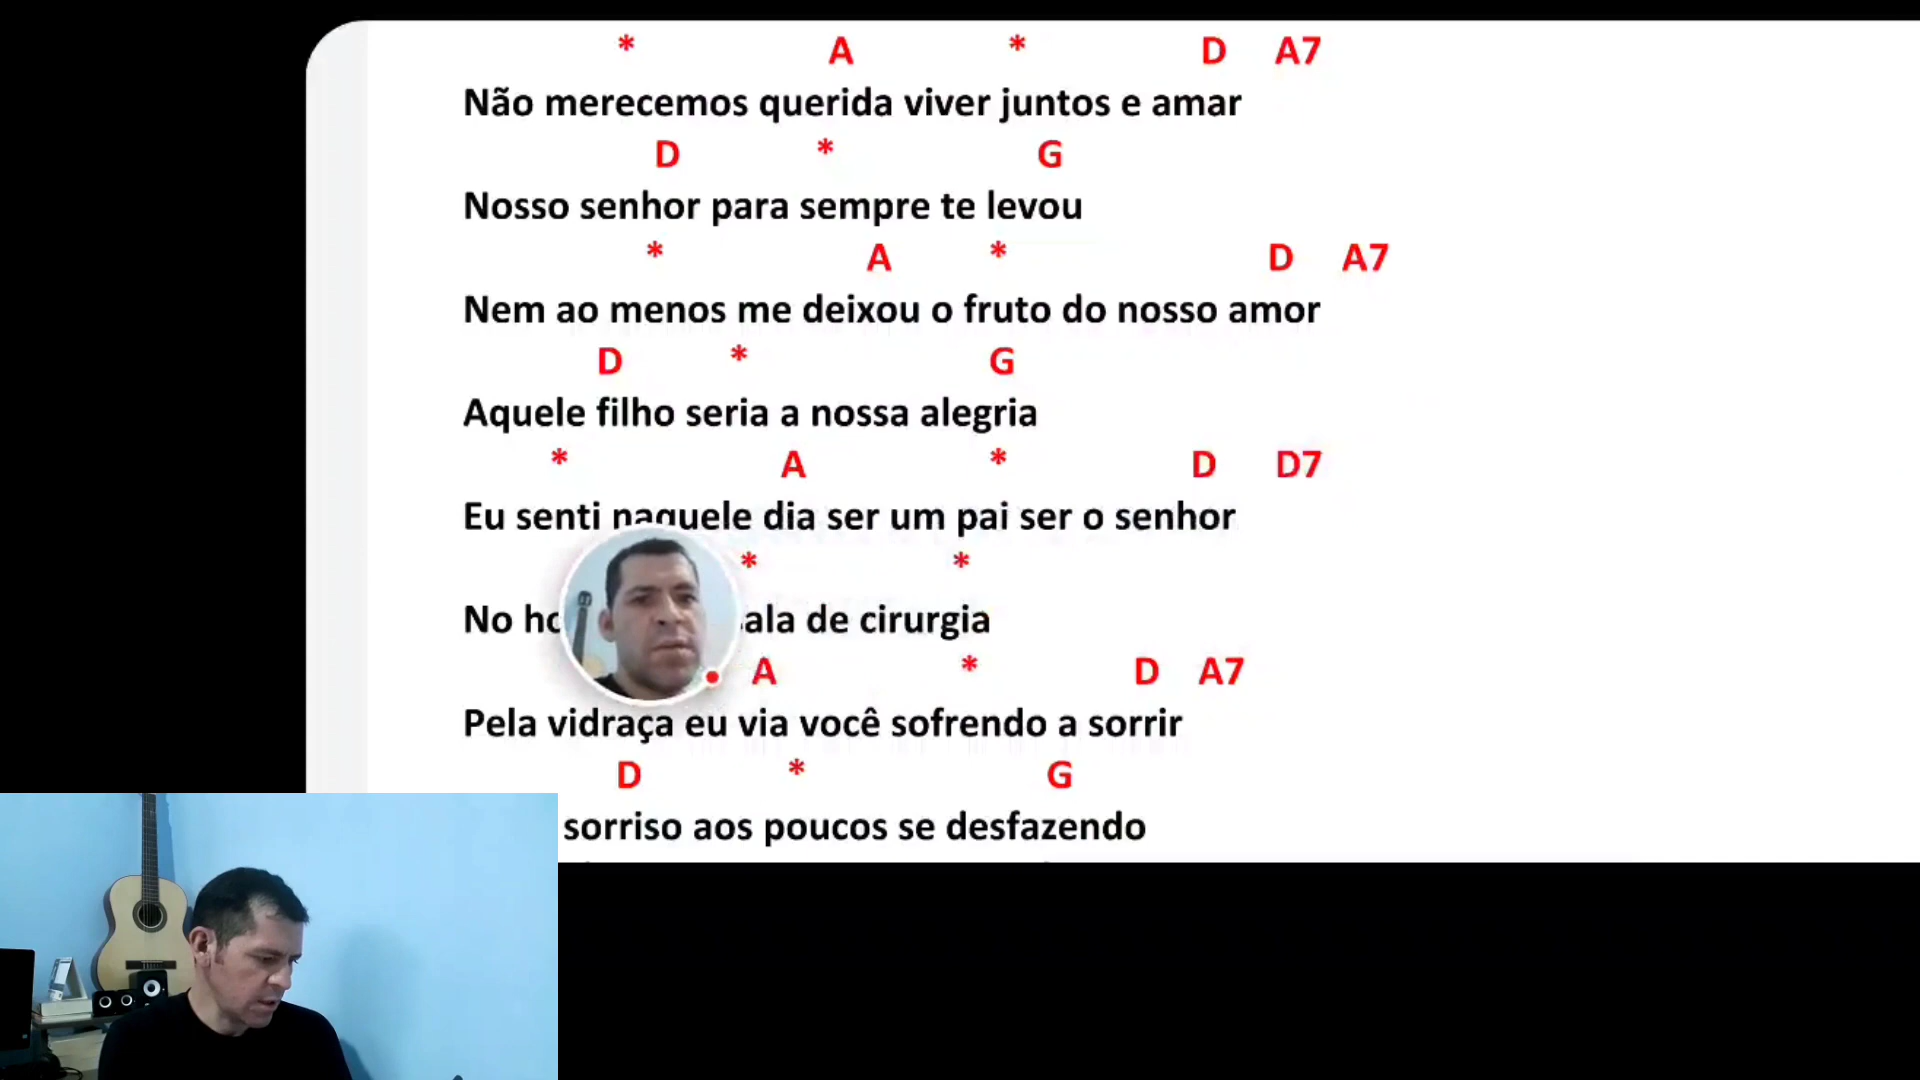 * A * D A7
Não merecemos querida viver juntos e amar
D * G
Nosso senhor para sempre te levou
* A * D A7
Nem ao menos me deixou o fruto do nosso amor
D * G
Aquele filho seria a nossa alegria
* A * D D7
Eu senti naquele dia ser um pai ser o senhor
* *
No de cirurgia
A * D A7
Pela vidraça eu via você sofrendo a sorrir
D * G
sorriso aos poucos se desfazendo